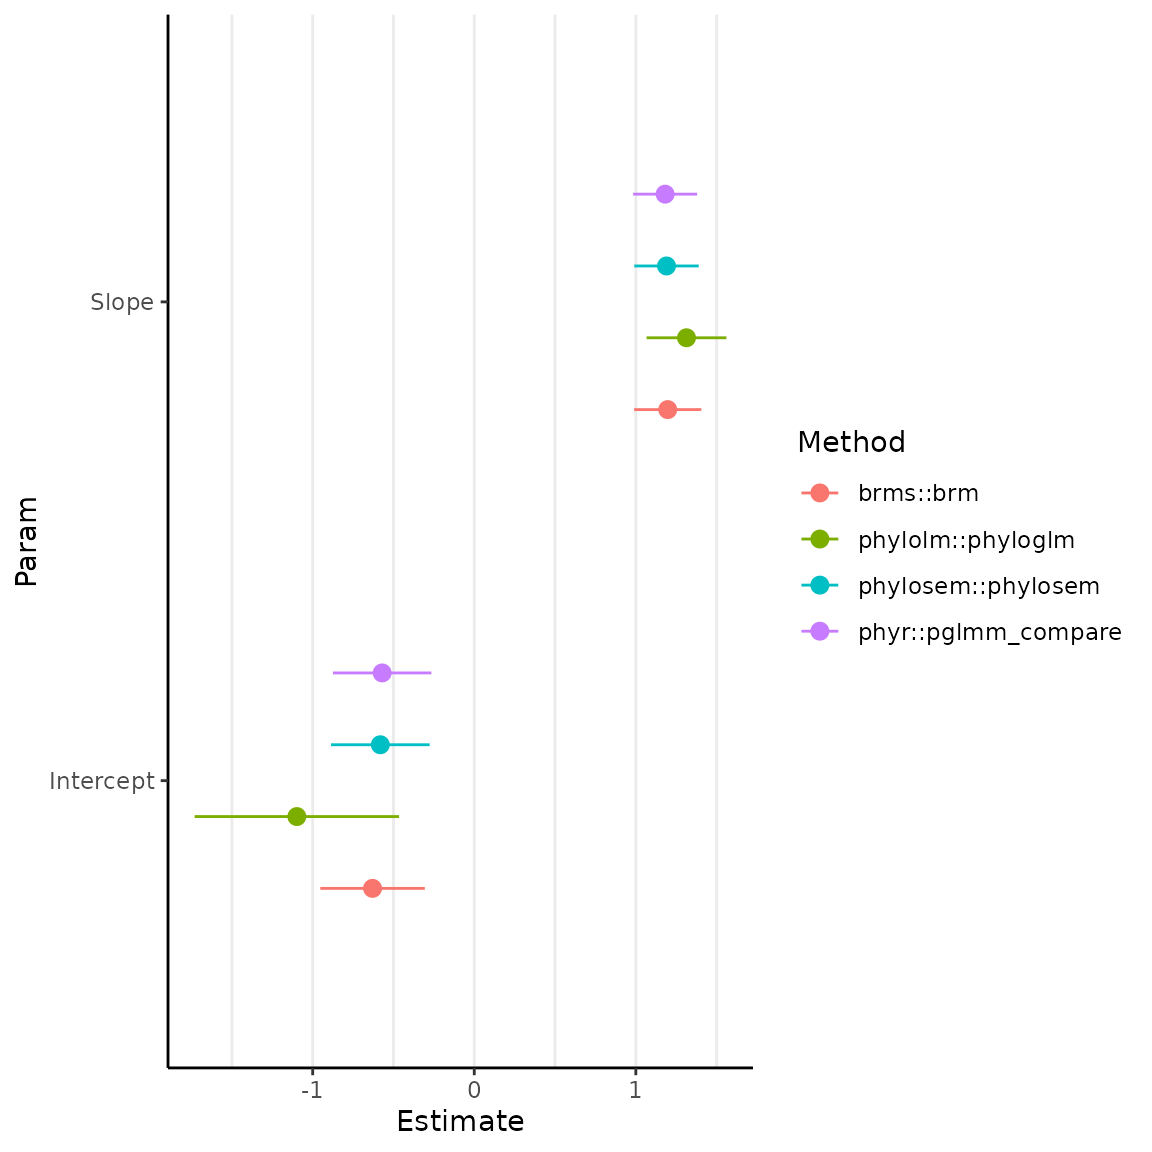 Param
Slope
Intercept
-1
0
1
Estimate
Method
brms::brm
phylolm::phyloglm
phylosem::phylosem
phyr::pglmm_compare